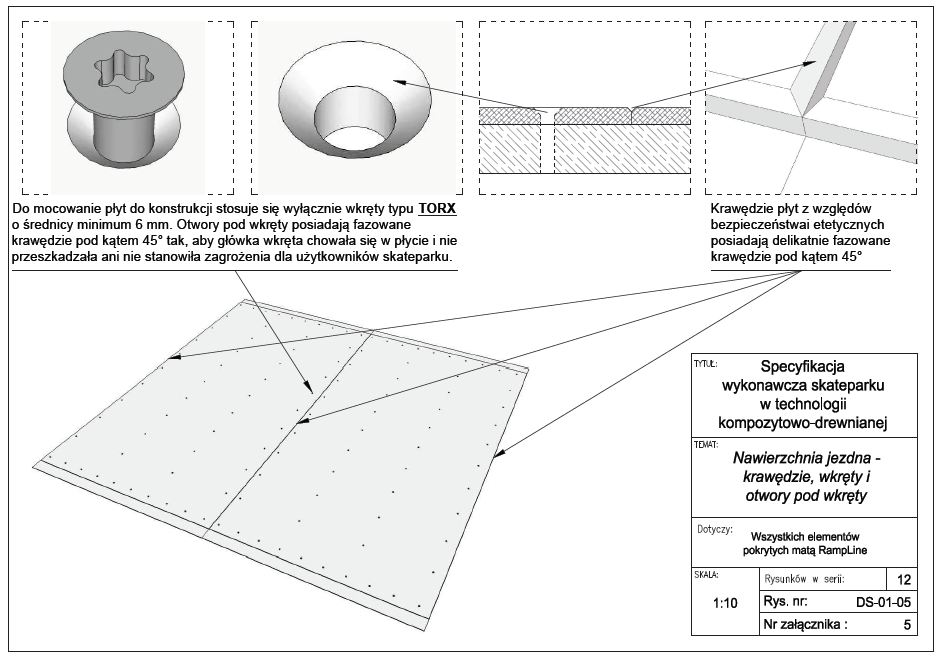 Do mocowanie płyt do konstrukcji stosuje się wyłącznie wkręty typu TORX
o średnicy minimum 6 mm. Otwory pod wkręty posiadają fazowane
krawędzie pod kątem 45° tak, aby główka wkręta chowała się w płycie i nie
przeszkadzała ani nie stanowiła zagrożenia dla użytkowników skateparku.
Krawędzie płyt z względów
bezpieczeństwai etetycznych
posiadają delikatnie fazowane
krawędzie pod kątem 45°
TYTUŁ:
Specyfikacja
wykonawcza skateparku
w technologii
kompozytowo-drewnianej
TEMAT:
Nawierzchnia jezdna -
krawędzie, wkręty i
otwory pod wkręty
Dotyczy:
Wszystkich elementów
pokrytych matą RampLine
SKALA:
1:10
Rysunków w serii: 12
Rys. nr: DS-01-05
Nr załącznika : 5